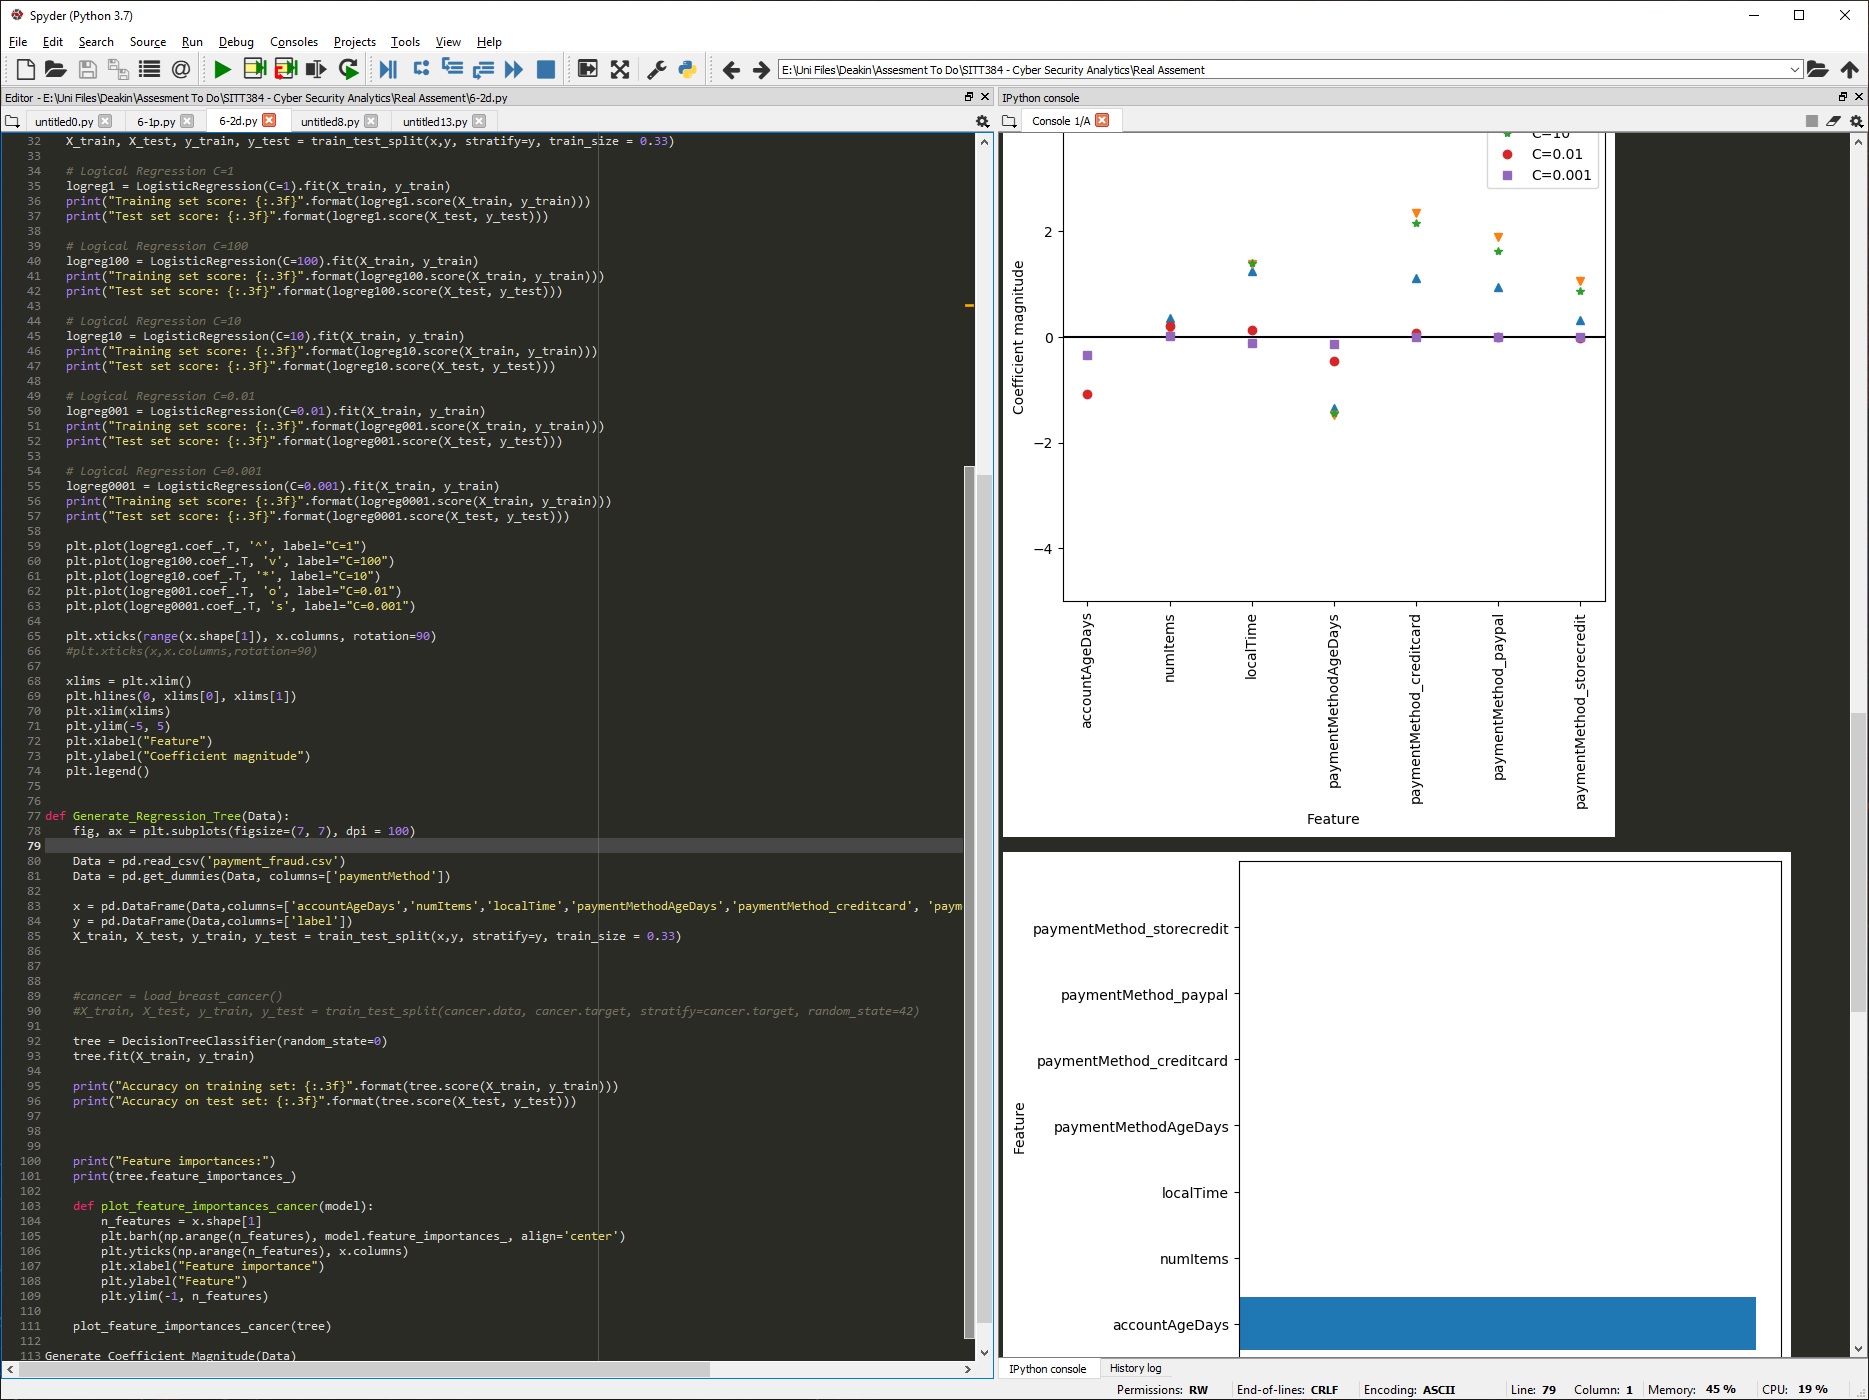 Spyder (Python 3.7)
File Edit Search Source Run Debug Consoles Projects Tools View Help
E:\Uni Files\Deakin\Assesment To Do\SITT384 - Cyber Security Analytics\Real Assement
Editor - E:\Uni Files\Deakin\Assesment To Do\SITT384 - Cyber Security Analytics\Real Assement\6-2d.py
untitled0.py 6-1p.py 6-2d.py untitled8.py untitled13.py
32 X_train, X_test, y_train, y_test = train_test_split(x,y, stratify=y, train_size = 0.33)
33
34 # Logical Regression C=1
35 logreg1 = LogisticRegression(C=1).fit(X_train, y_train)
36 print("Training set score: {:.3f}".format(logreg1.score(X_train, y_train)))
37 print("Test set score: {:.3f}".format(logreg1.score(X_test, y_test)))
38
39 # Logical Regression C=100
40 logreg100 = LogisticRegression(C=100).fit(X_train, y_train)
41 print("Training set score: {:.3f}".format(logreg100.score(X_train, y_train)))
42 print("Test set score: {:.3f}".format(logreg100.score(X_test, y_test)))
43
44 # Logical Regression C=10
45 logreg10 = LogisticRegression(C=10).fit(X_train, y_train)
46 print("Training set score: {:.3f}".format(logreg10.score(X_train, y_train)))
47 print("Test set score: {:.3f}".format(logreg10.score(X_test, y_test)))
48
49 # Logical Regression C=0.01
50 logreg001 = LogisticRegression(C=0.01).fit(X_train, y_train)
51 print("Training set score: {:.3f}".format(logreg001.score(X_train, y_train)))
52 print("Test set score: {:.3f}".format(logreg001.score(X_test, y_test)))
53
54 # Logical Regression C=0.001
55 logreg0001 = LogisticRegression(C=0.001).fit(X_train, y_train)
56 print("Training set score: {:.3f}".format(logreg0001.score(X_train, y_train)))
57 print("Test set score: {:.3f}".format(logreg0001.score(X_test, y_test)))
58
59 plt.plot(logreg1.coef_.T, '^', label="C=1")
60 plt.plot(logreg100.coef_.T, 'v', label="C=100")
61 plt.plot(logreg10.coef_.T, '*', label="C=10")
62 plt.plot(logreg001.coef_.T, 'o', label="C=0.01")
63 plt.plot(logreg0001.coef_.T, 's', label="C=0.001")
64
65 plt.xticks(range(x.shape[1]), x.columns, rotation=90)
66 #plt.xticks(x,x.columns,rotation=90)
67
68 xlims = plt.xlim()
69 plt.hlines(0, xlims[0], xlims[1])
70 plt.xlim(xlims)
71 plt.ylim(-5, 5)
72 plt.xlabel("Feature")
73 plt.ylabel("Coefficient magnitude")
74 plt.legend()
75
76
77 def Generate_Regression_Tree(Data):
78 fig, ax = plt.subplots(figsize=(7, 7), dpi = 100)
79
80 Data = pd.read_csv('payment_fraud.csv')
81 Data = pd.get_dummies(Data, columns=['paymentMethod'])
82
83 x = pd.DataFrame(Data,columns=['accountAgeDays','numItems','localTime','paymentMethodAgeDays','paymentMethod_creditcard', 'paym
84 y = pd.DataFrame(Data,columns=['label'])
85 X_train, X_test, y_train, y_test = train_test_split(x,y, stratify=y, train_size = 0.33)
86
87
88
89 #cancer = load_breast_cancer()
90 #X_train, X_test, y_train, y_test = train_test_split(cancer.data, cancer.target, stratify=cancer.target, random_state=42)
91
92 tree = DecisionTreeClassifier(random_state=0)
93 tree.fit(X_train, y_train)
94
95 print("Accuracy on training set: {:.3f}".format(tree.score(X_train, y_train)))
96 print("Accuracy on test set: {:.3f}".format(tree.score(X_test, y_test)))
97
98
99
100 print("Feature importances:")
101 print(tree.feature_importances_)
102
103 def plot_feature_importances_cancer(model):
104 n_features = x.shape[1]
105 plt.barh(np.arange(n_features), model.feature_importances_, align='center')
106 plt.yticks(np.arange(n_features), x.columns)
107 plt.xlabel("Feature importance")
108 plt.ylabel("Feature")
109 plt.ylim(-1, n_features)
110
111 plot_feature_importances_cancer(tree)
112
113 Generate_Coefficient_Magnitude(Data)
IPython console
Console 1/A
C=10
C=0.01
C=0.001
2
0
−2
−4
Coefficient magnitude
accountAgeDays
numItems
localTime
paymentMethodAgeDays
paymentMethod_creditcard
paymentMethod_paypal
paymentMethod_storecredit
Feature
paymentMethod_storecredit
paymentMethod_paypal
paymentMethod_creditcard
paymentMethodAgeDays
localTime
numItems
accountAgeDays
Feature
IPython console History log
Permissions: RW End-of-lines: CRLF Encoding: ASCII Line: 79 Column: 1 Memory: 45 % CPU: 19 %